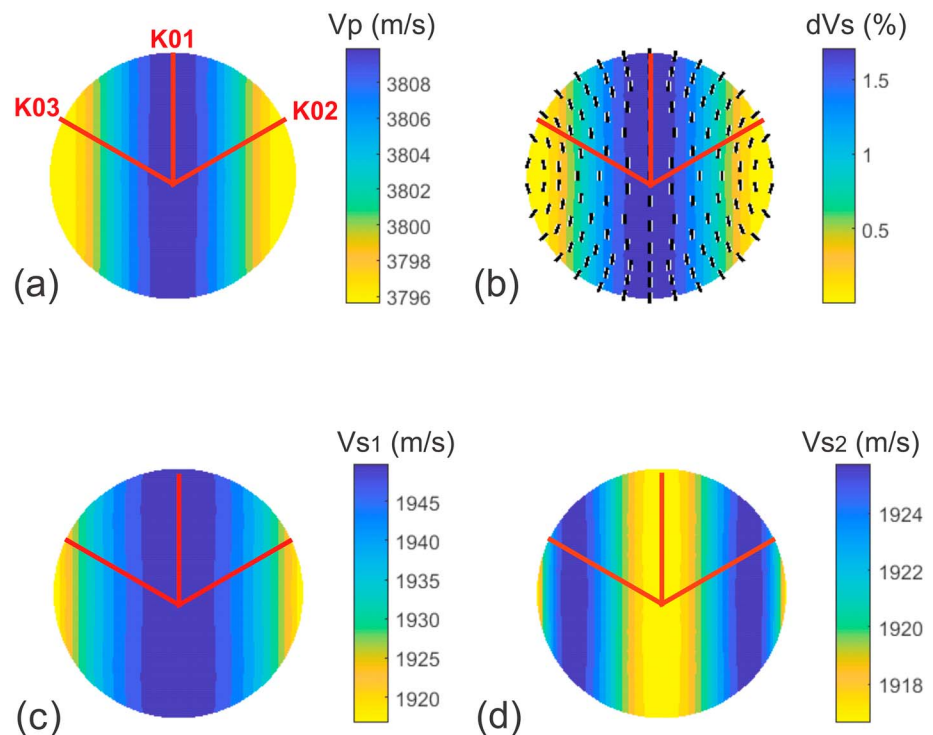 Vp (m/s)
K01
K03
K02
3808
3806
3804
3802
3800
3798
3796
(a)
dVs (%)
1.5
1
0.5
(b)
Vs1 (m/s)
1945
1940
1935
1930
1925
1920
(c)
Vs2 (m/s)
1924
1922
1920
1918
(d)